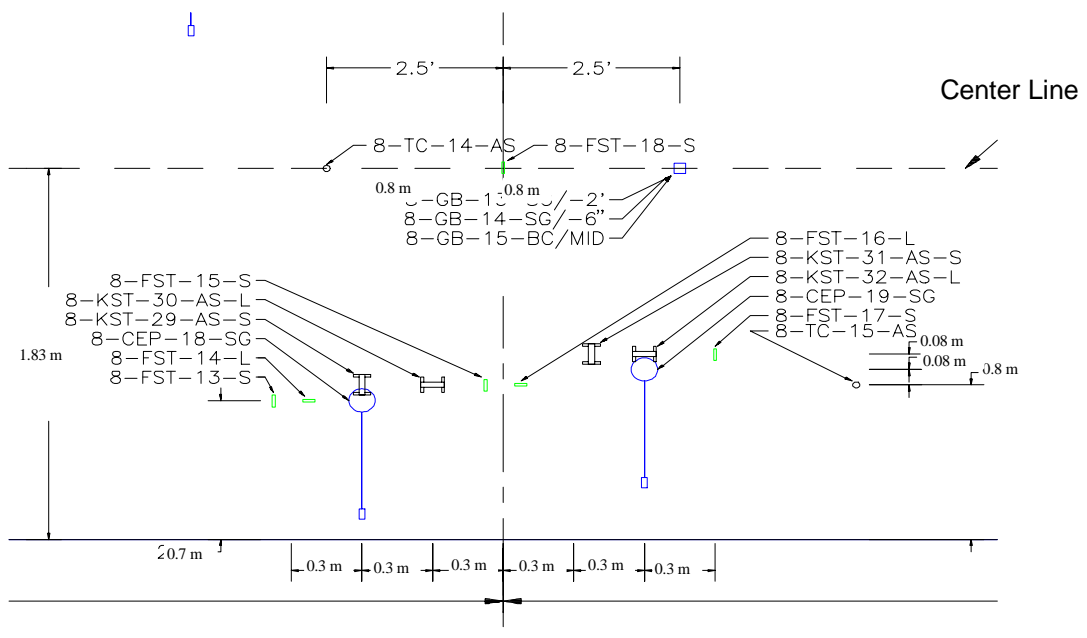 2.5' 2.5'
Center Line
8-TC-14-AS 8-FST-18-S
0.8 m 0.8 m
-2'
8-GB-14-SG/-6"
8-GB-15-BC/MID
8-FST-16-L
8-KST-31-AS-S
8-KST-32-AS-L
8-CEP-19-SG
8-FST-17-S
8-TC-15-AS
8-FST-15-S
8-KST-30-AS-L
8-KST-29-AS-S
8-CEP-18-SG
8-FST-14-L
8-FST-13-S
1.83 m
0.08 m
0.08 m
0.8 m
0.7 m
0.3 m 0.3 m 0.3 m 0.3 m 0.3 m 0.3 m